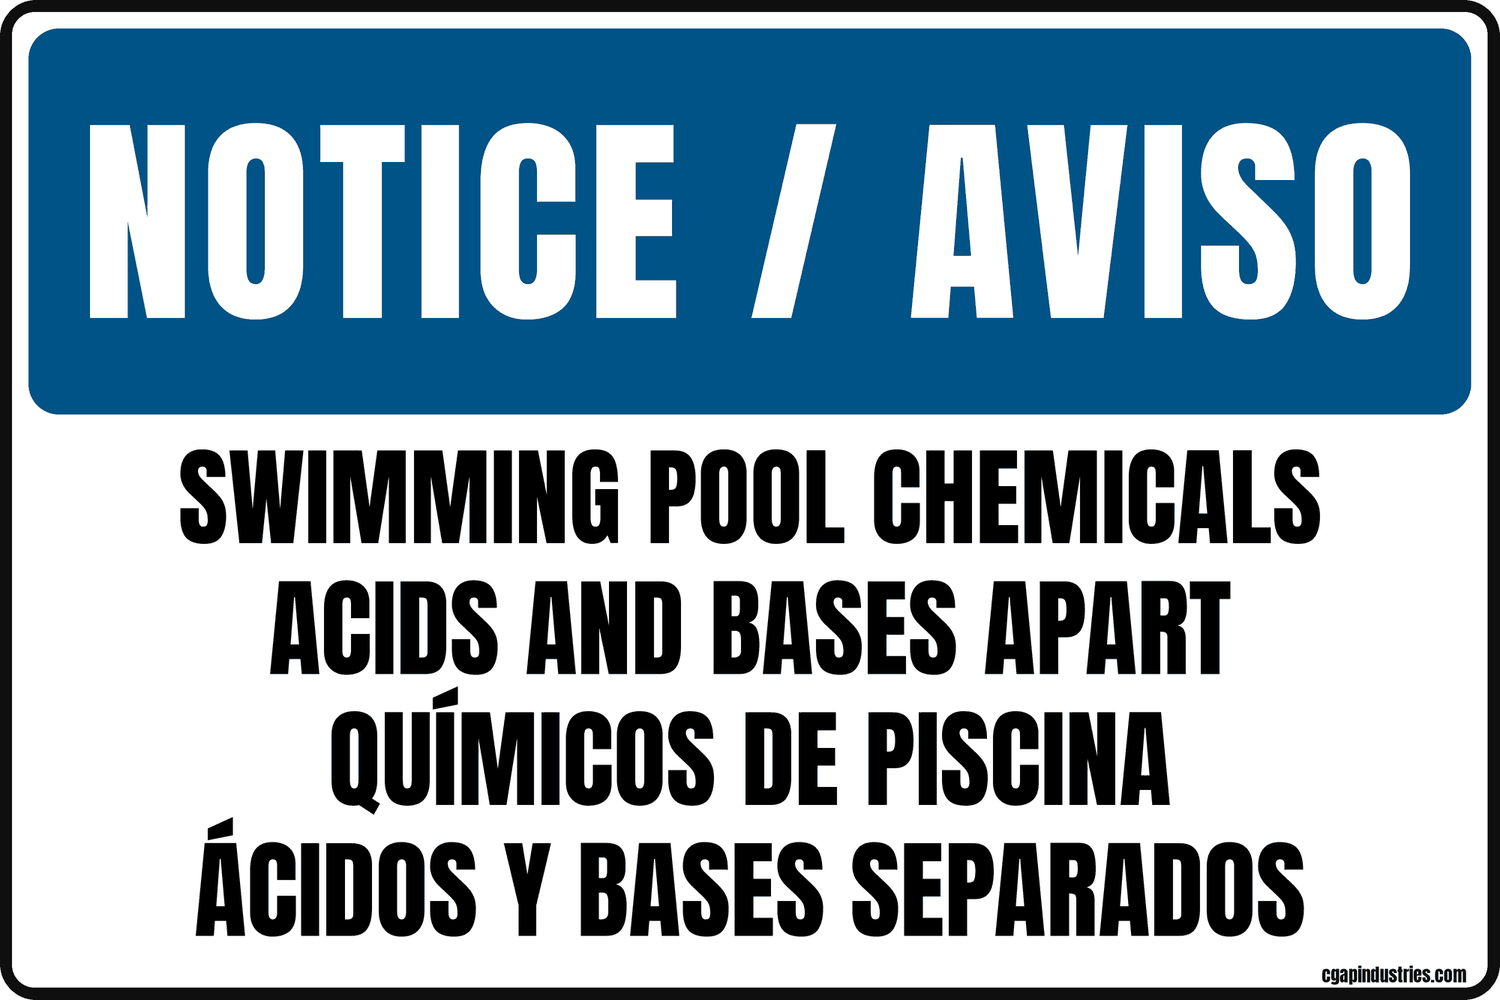 NOTICE / AVISO
SWIMMING POOL CHEMICALS
ACIDS AND BASES APART
QUÍMICOS DE PISCINA
ÁCIDOS Y BASES SEPARADOS
cgapindustries.com